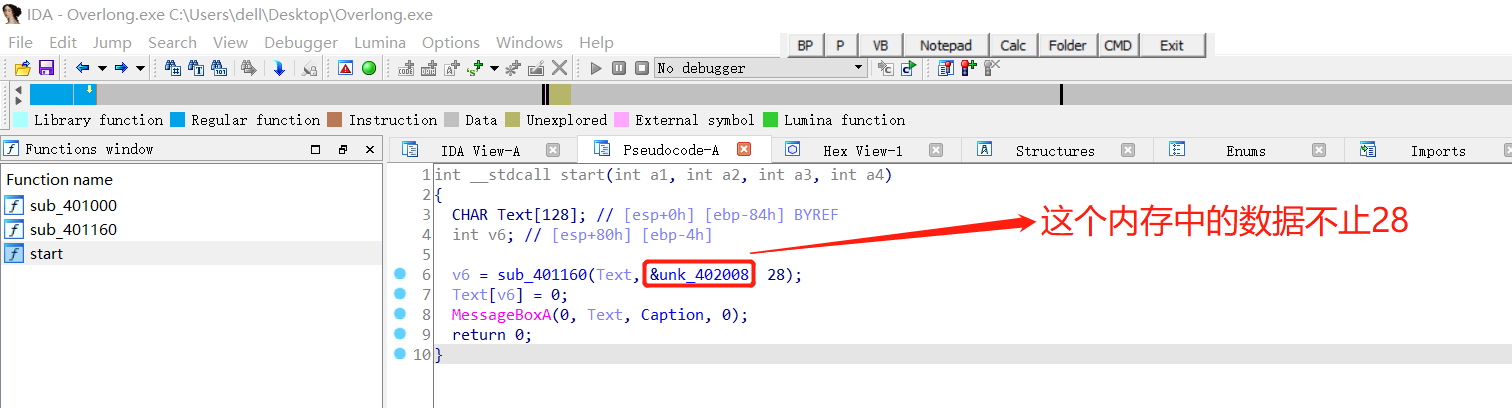 IDA - Overlong.exe C:\Users\dell\Desktop\Overlong.exe
File Edit Jump Search View Debugger Lumina Options Windows Help
BP P VB Notepad Calc Folder CMD Exit
No debugger
Library function Regular function Instruction Data Unexplored External symbol Lumina function
Functions window
IDA View-A Pseudocode-A Hex View-1 Structures Enums Imports
Function name
sub_401000
sub_401160
start
1 int __stdcall start(int a1, int a2, int a3, int a4)
2 {
3 CHAR Text[128]; // [esp+0h] [ebp-84h] BYREF
4 int v6; // [esp+80h] [ebp-4h]
5
6 v6 = sub_401160(Text, &unk_402008 28);
7 Text[v6] = 0;
8 MessageBoxA(0, Text, Caption, 0);
9 return 0;
10 }
这个内存中的数据不止28